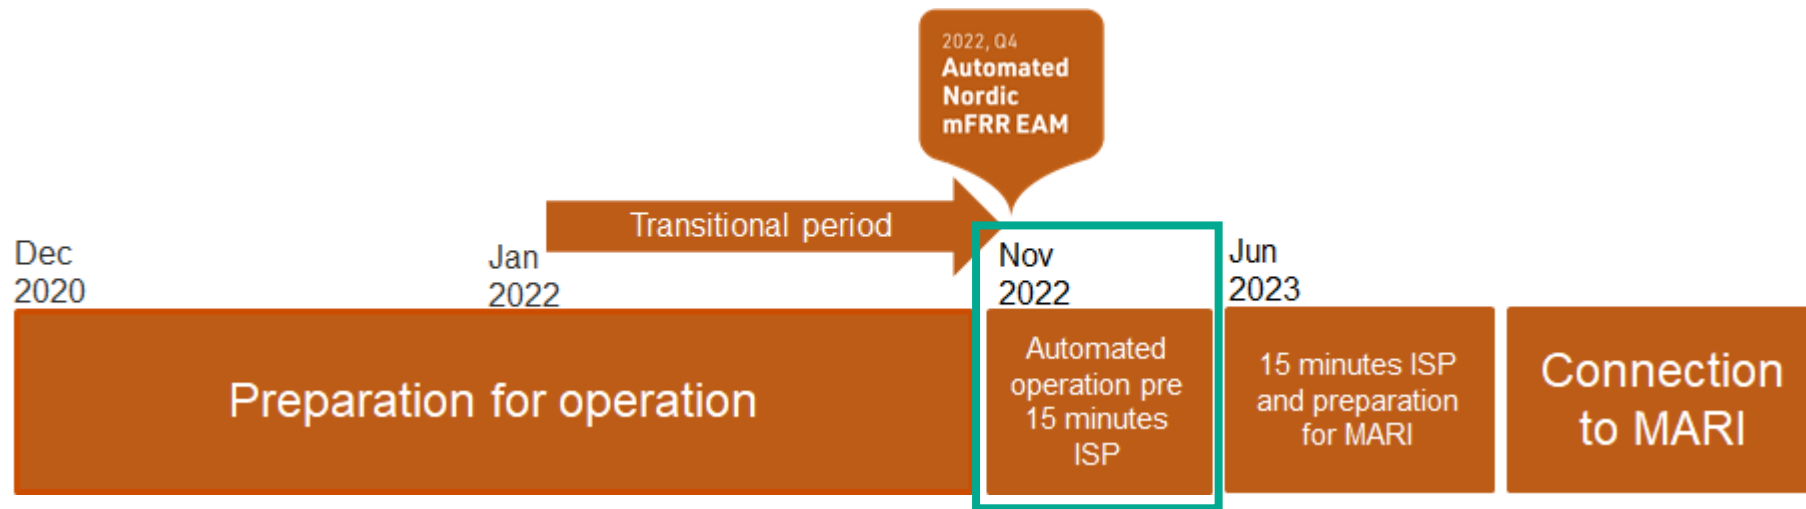 2022, Q4
Automated
Nordic
mFRR EAM
Transitional period
Dec
2020
Jan
2022
Nov
2022
Jun
2023
Preparation for operation
Automated
operation pre
15 minutes
ISP
15 minutes ISP
and preparation
for MARI
Connection
to MARI